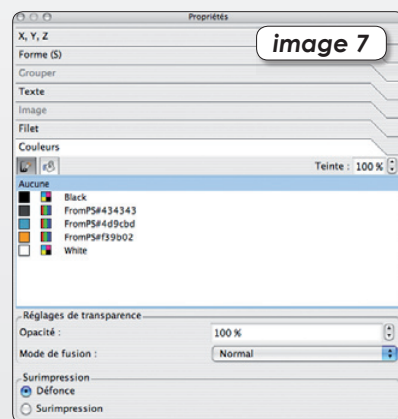 Propriétés
image 7
X, Y, Z
Forme (S)
Grouper
Texte
Image
Filet
Couleurs
Teinte : 100 %
Aucune
Black
FromPS#434343
FromPS#4d9cbd
FromPS#f39b02
White
Réglages de transparence
Opacité : 100 %
Mode de fusion : Normal
Surimpression
Défonce
Surimpression